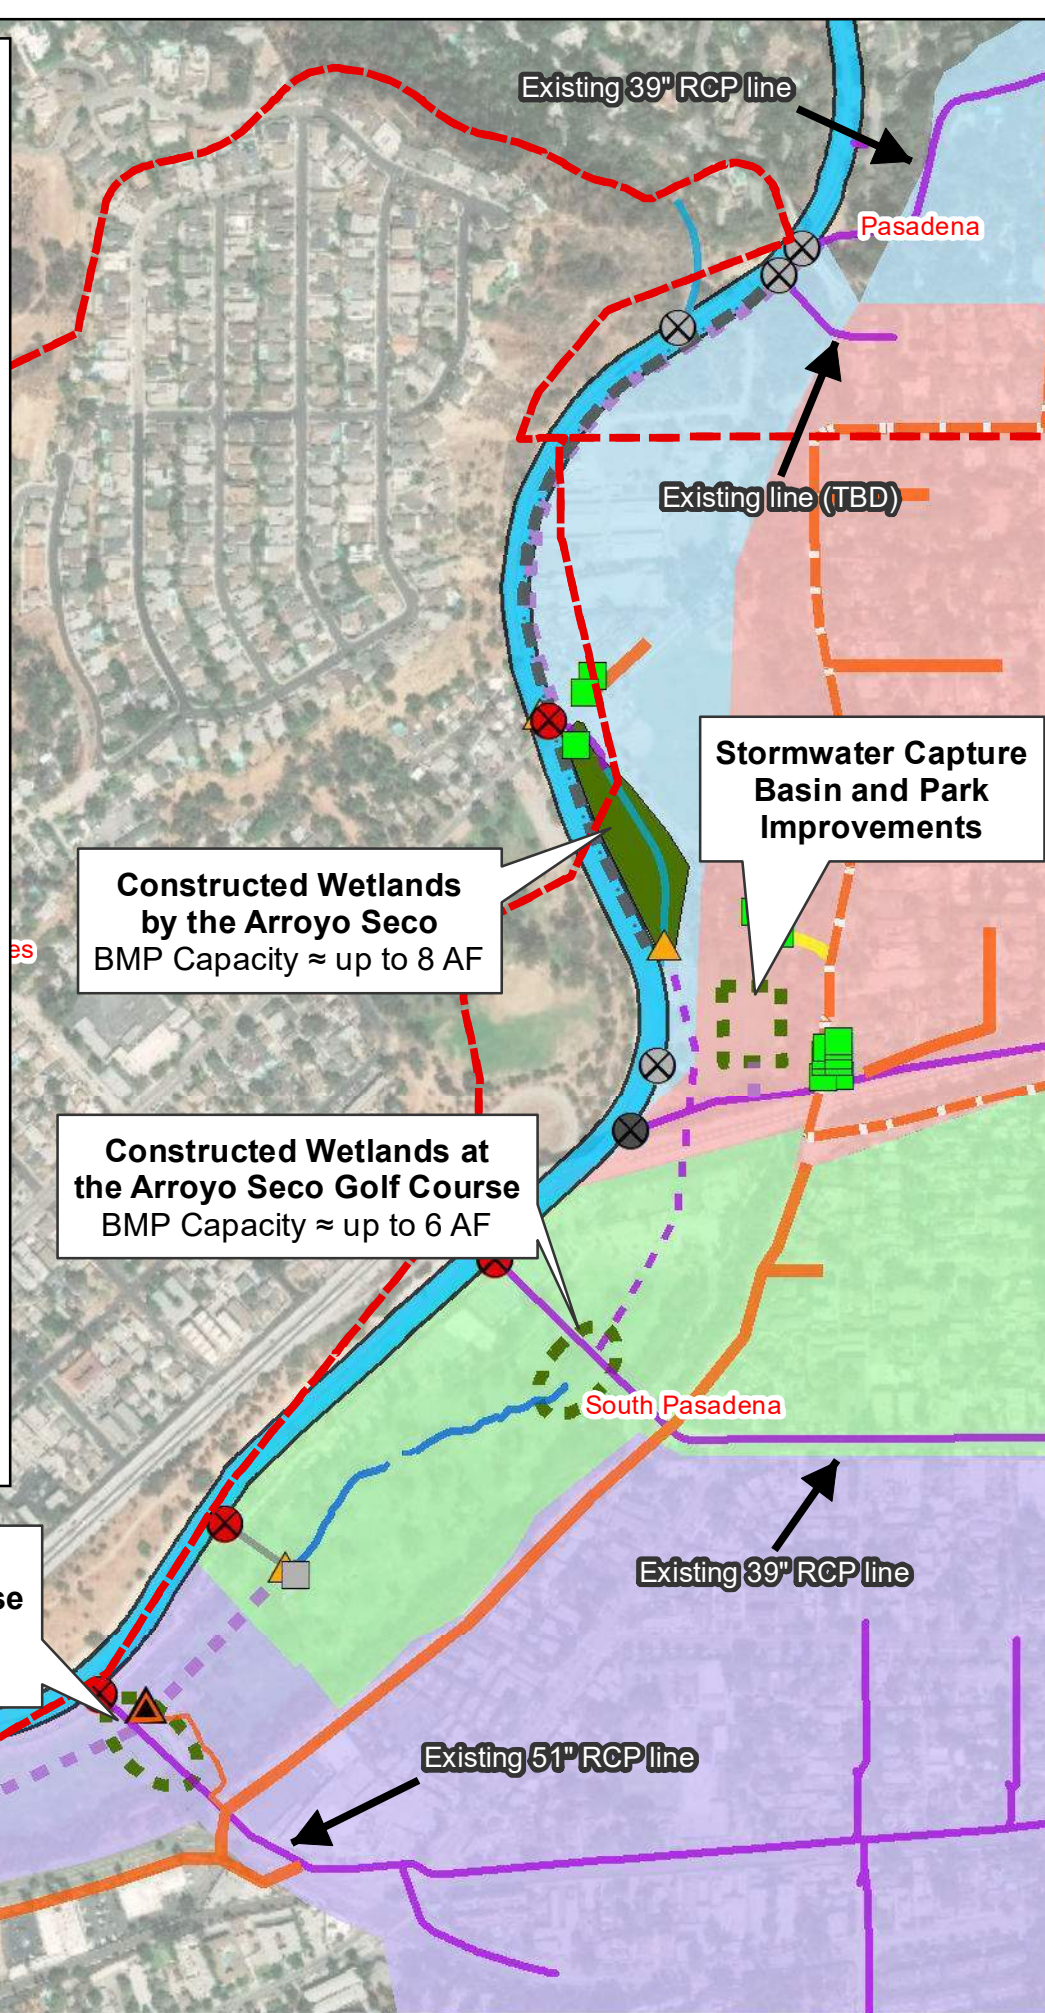 Existing 39" RCP line
Pasadena
Existing line (TBD)
Stormwater Capture
Basin and Park
Improvements
Constructed Wetlands
by the Arroyo Seco
BMP Capacity ≈ up to 8 AF
es
Constructed Wetlands at
the Arroyo Seco Golf Course
BMP Capacity ≈ up to 6 AF
South Pasadena
Existing 39" RCP line
se
Existing 51" RCP line